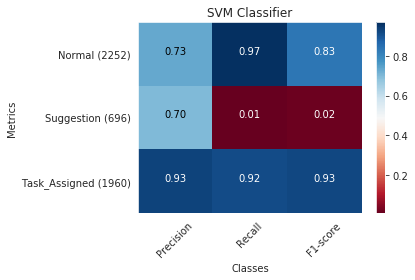 SVM Classifier
Metrics
Normal (2252) 0.73 0.97 0.83
Suggestion (696) 0.70 0.01 0.02
Task_Assigned (1960) 0.93 0.92 0.93
Precision Recall F1-score
Classes
0.8
0.6
0.4
0.2